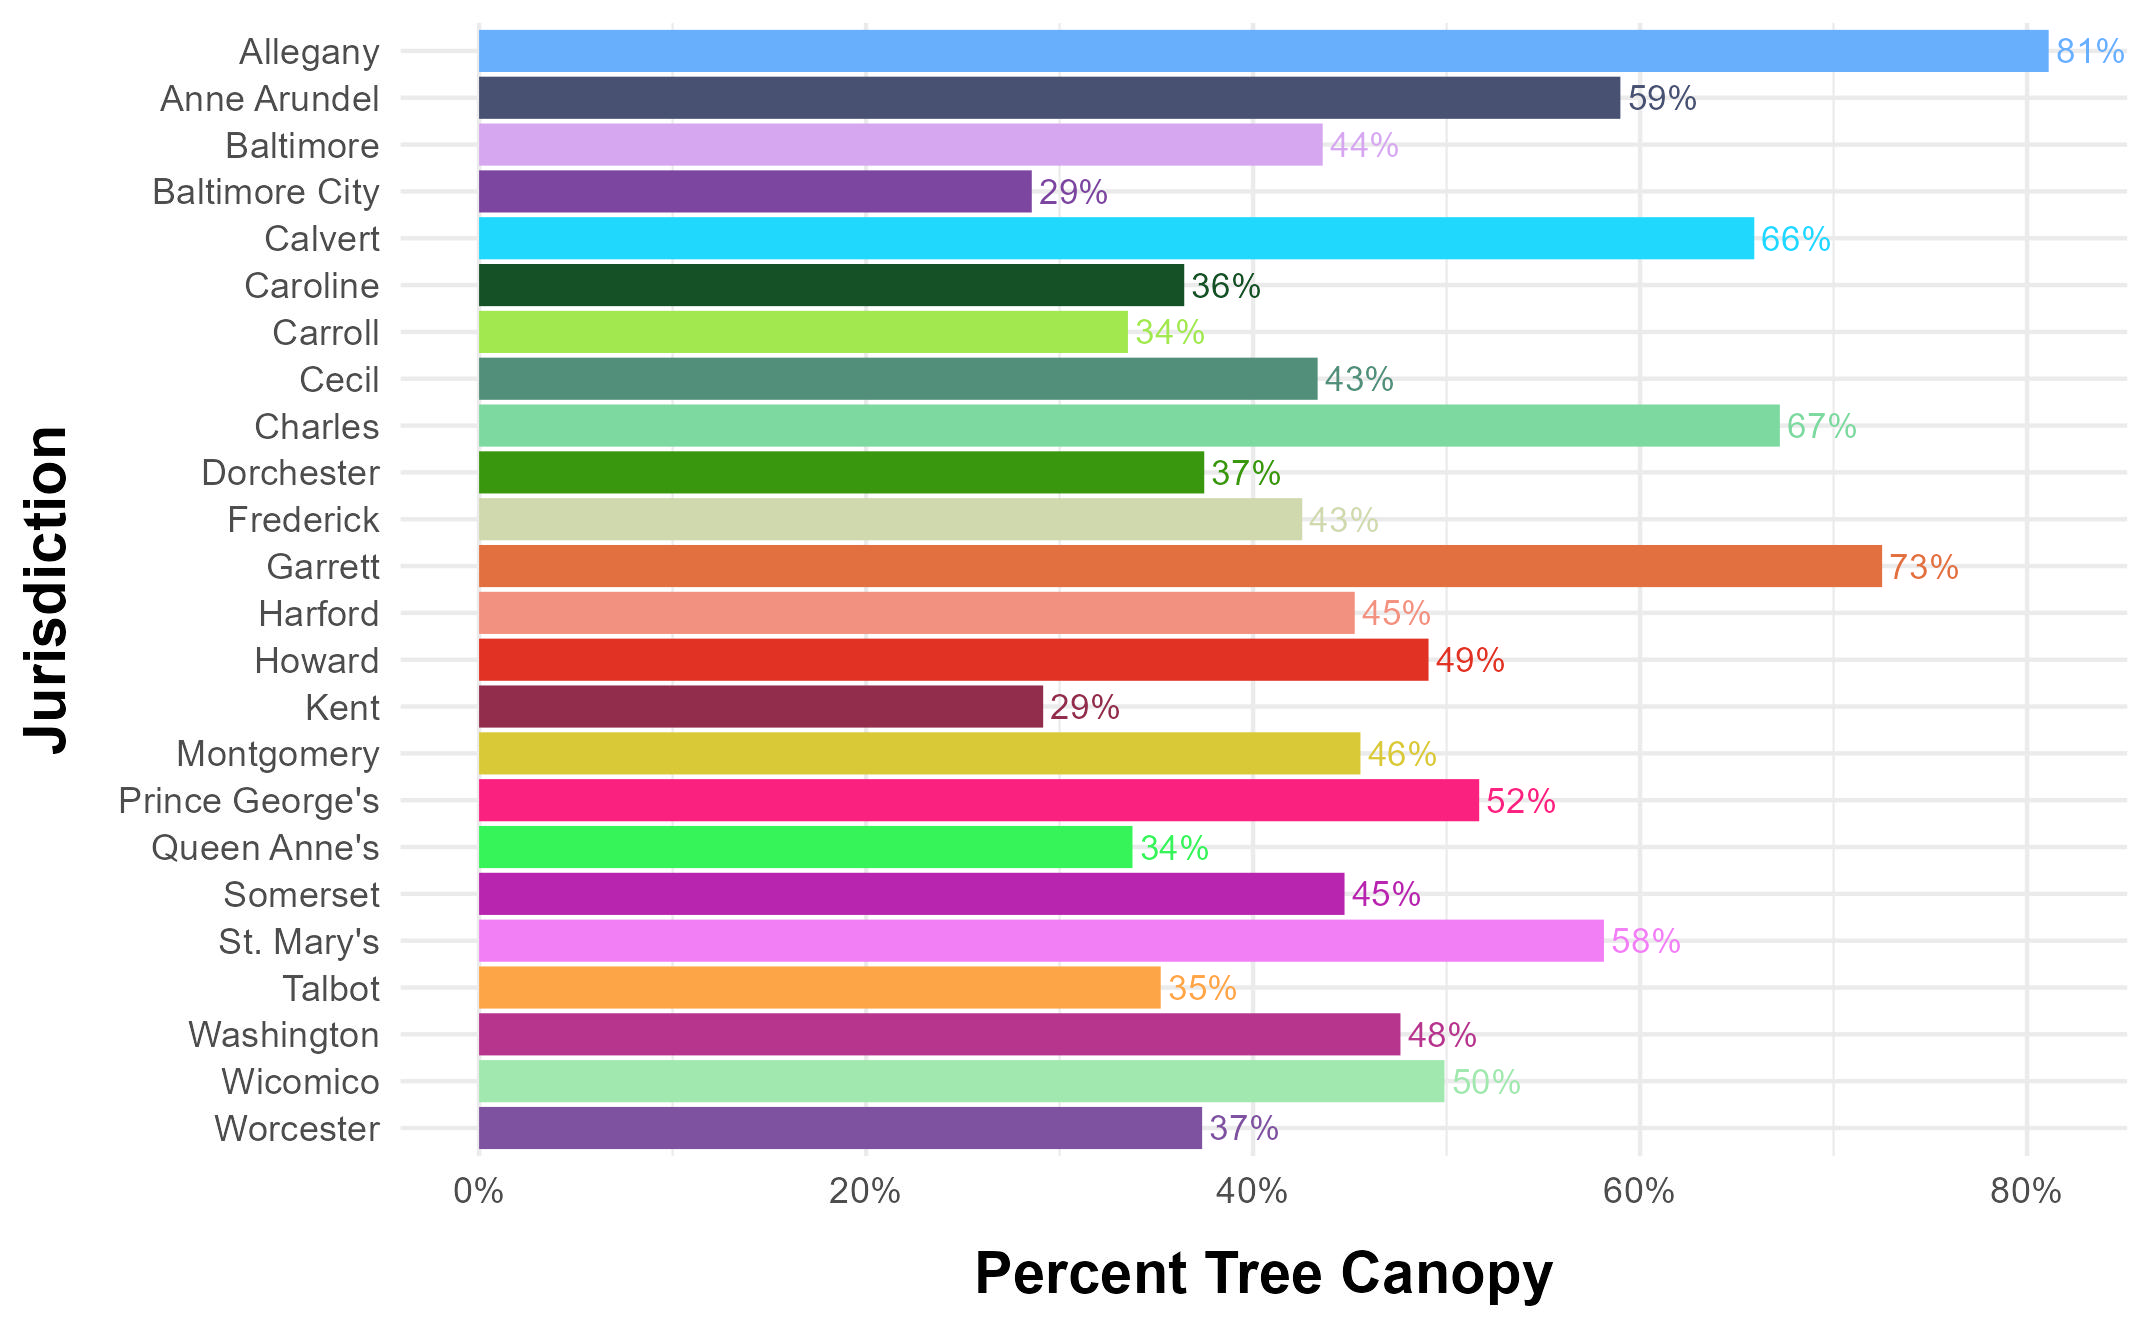 Allegany 81%
Anne Arundel 59%
Baltimore 44%
Baltimore City 29%
Calvert 66%
Caroline 36%
Carroll 34%
Cecil 43%
Charles 67%
Dorchester 37%
Frederick 43%
Garrett 73%
Harford 45%
Howard 49%
Kent 29%
Montgomery 46%
Prince George's 52%
Queen Anne's 34%
Somerset 45%
St. Mary's 58%
Talbot 35%
Washington 48%
Wicomico 50%
Worcester 37%
Jurisdiction
0% 20% 40% 60% 80%
Percent Tree Canopy